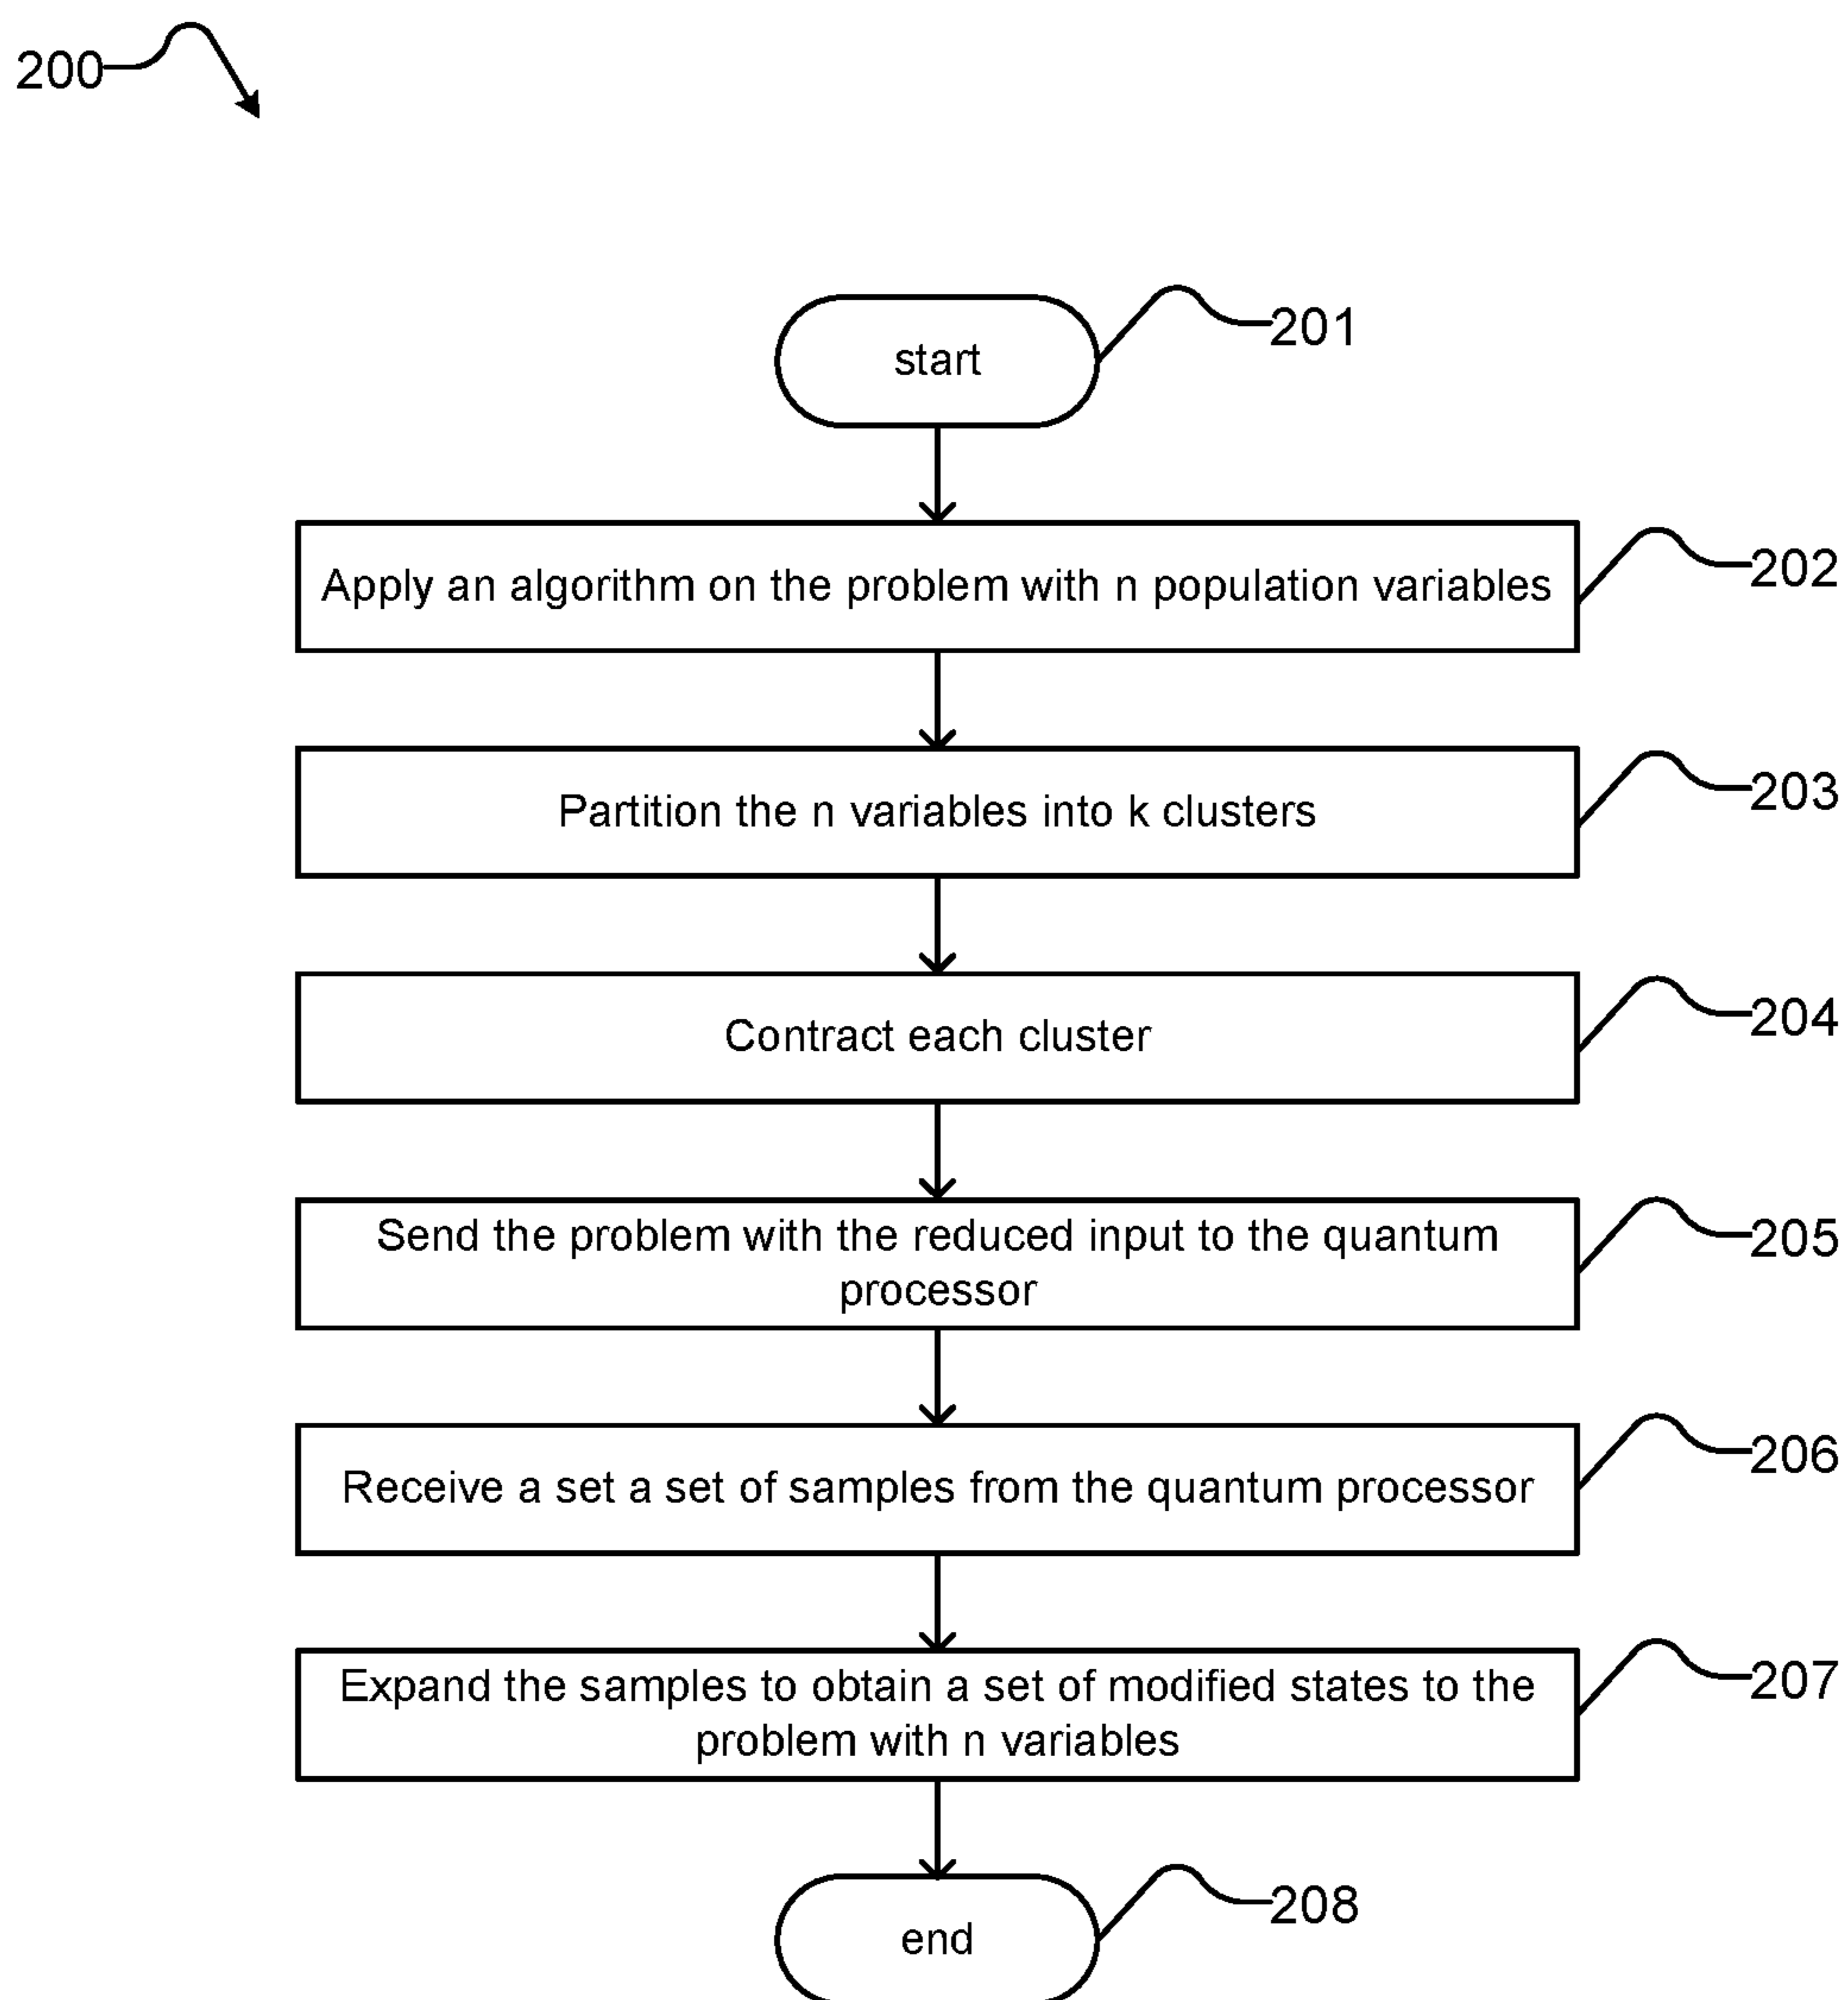 200
start
201
Apply an algorithm on the problem with n population variables
202
Partition the n variables into k clusters
203
Contract each cluster
204
Send the problem with the reduced input to the quantum
processor
205
Receive a set a set of samples from the quantum processor
206
Expand the samples to obtain a set of modified states to the
problem with n variables
207
end
208